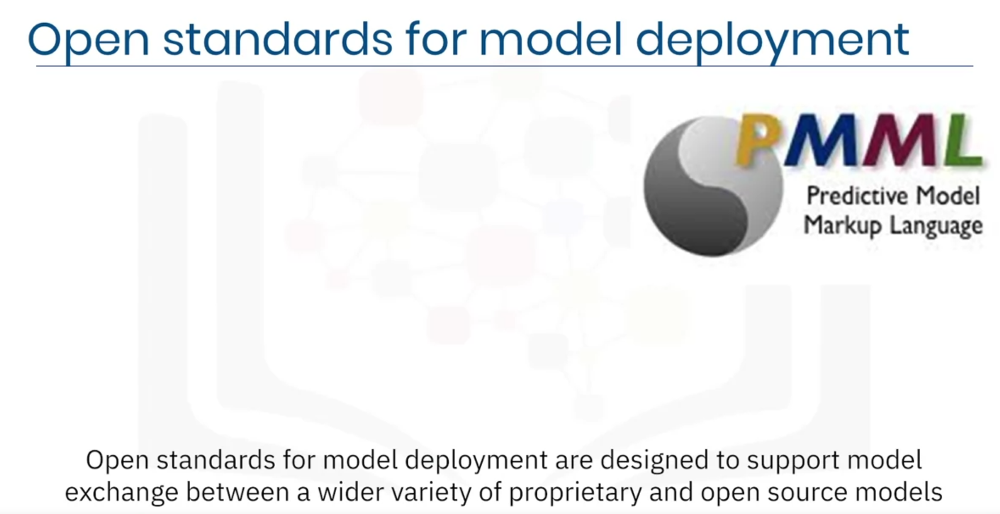 Open standards for model deployment
PMML
Predictive Model
Markup Language
Open standards for model deployment are designed to support model
exchange between a wider variety of proprietary and open source models